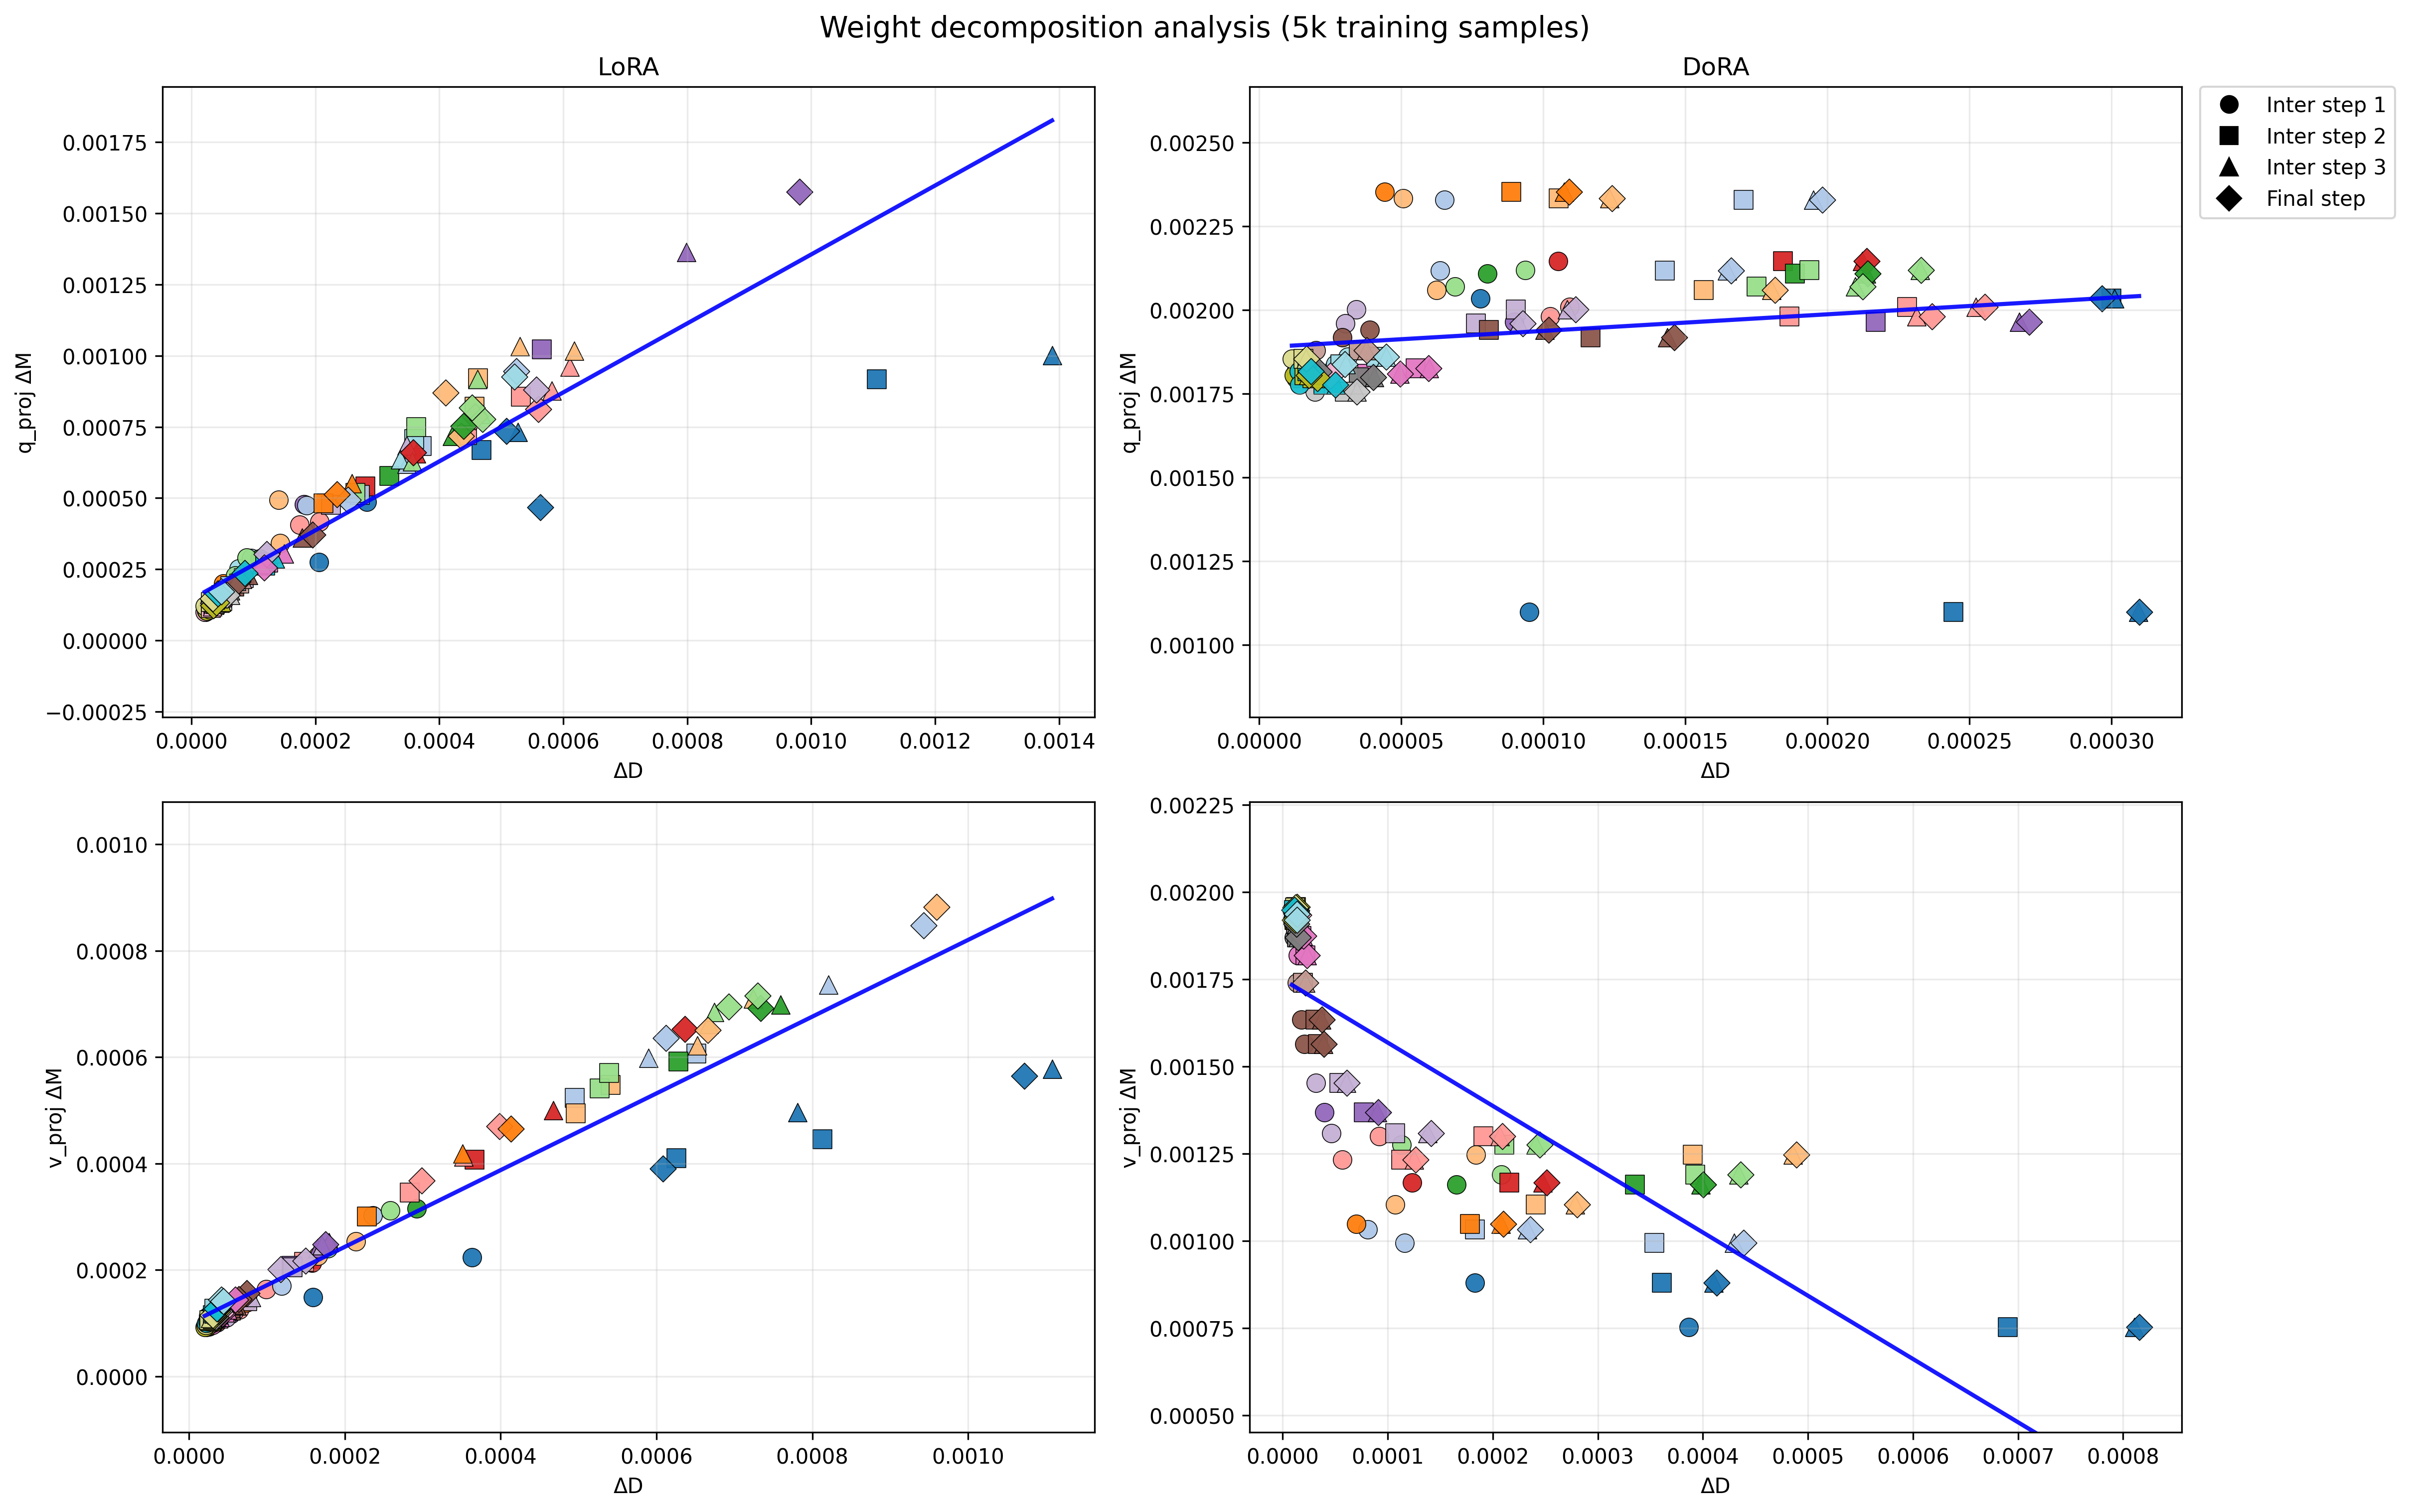 Weight decomposition analysis (5k training samples)
LoRA
q_proj ΔM
0.00175
0.00150
0.00125
0.00100
0.00075
0.00050
0.00025
0.00000
−0.00025
0.0000 0.0002 0.0004 0.0006 0.0008 0.0010 0.0012 0.0014
ΔD
DoRA
q_proj ΔM
0.00250
0.00225
0.00200
0.00175
0.00150
0.00125
0.00100
0.00000 0.00005 0.00010 0.00015 0.00020 0.00025 0.00030
ΔD
Inter step 1
Inter step 2
Inter step 3
Final step
v_proj ΔM
0.0010
0.0008
0.0006
0.0004
0.0002
0.0000
0.0000 0.0002 0.0004 0.0006 0.0008 0.0010
ΔD
v_proj ΔM
0.00225
0.00200
0.00175
0.00150
0.00125
0.00100
0.00075
0.00050
0.0000 0.0001 0.0002 0.0003 0.0004 0.0005 0.0006 0.0007 0.0008
ΔD